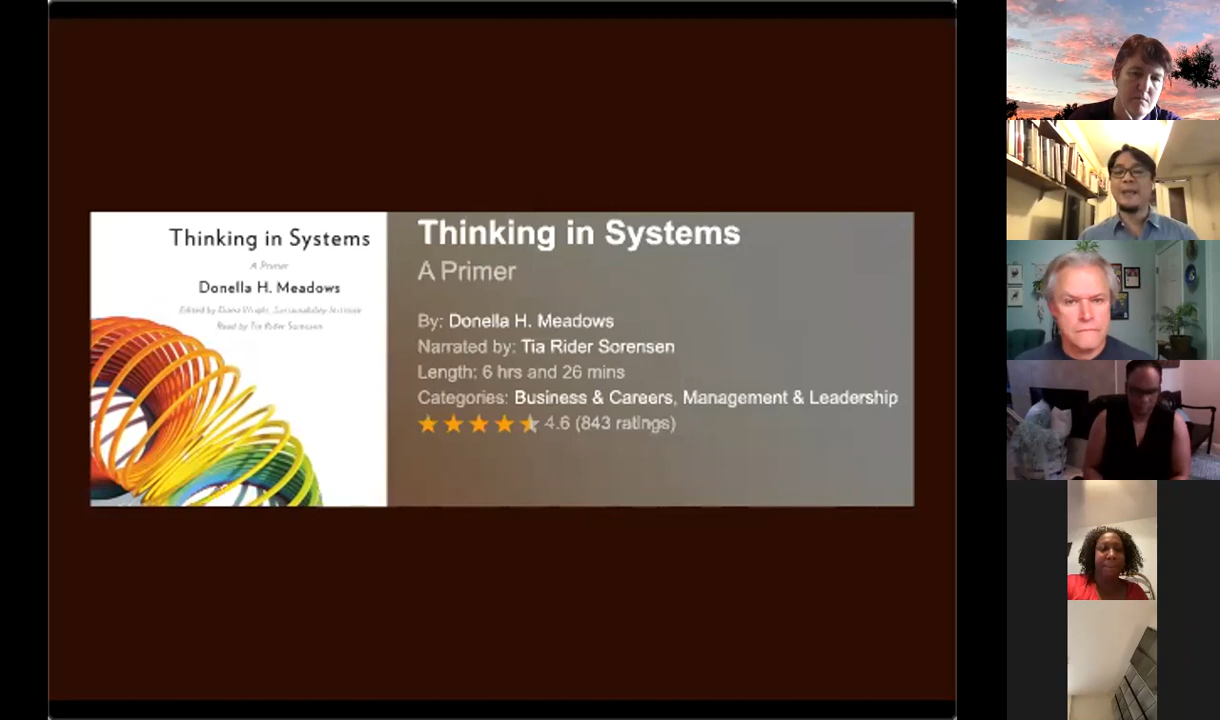 Thinking in Systems
A Primer
Donella H. Meadows
Edited by Diana Wright, Sustainability Institute
Read by Tia Rider Sorensen
Thinking in Systems
A Primer
By: Donella H. Meadows
Narrated by: Tia Rider Sorensen
Length: 6 hrs and 26 mins
Categories: Business & Careers, Management & Leadership
4.6 (843 ratings)